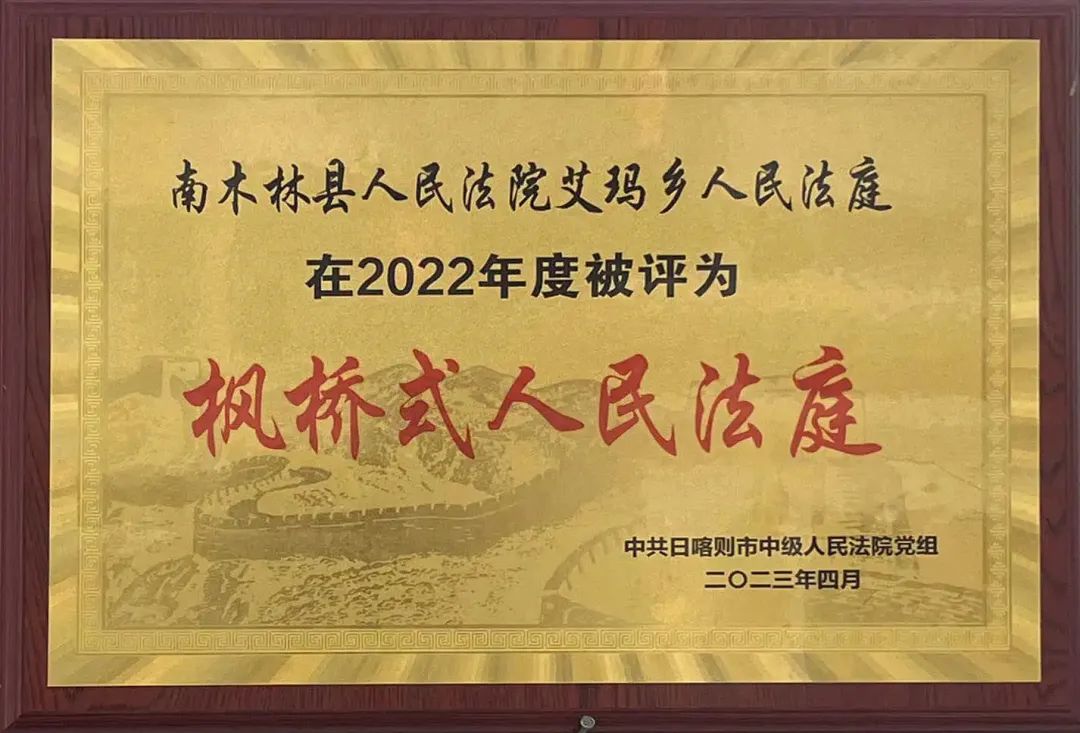 南木林县人民法院艾玛乡人民法庭
在2022年度被评为
枫桥式人民法庭
中共日喀则市中级人民法院党组
二〇二三年四月